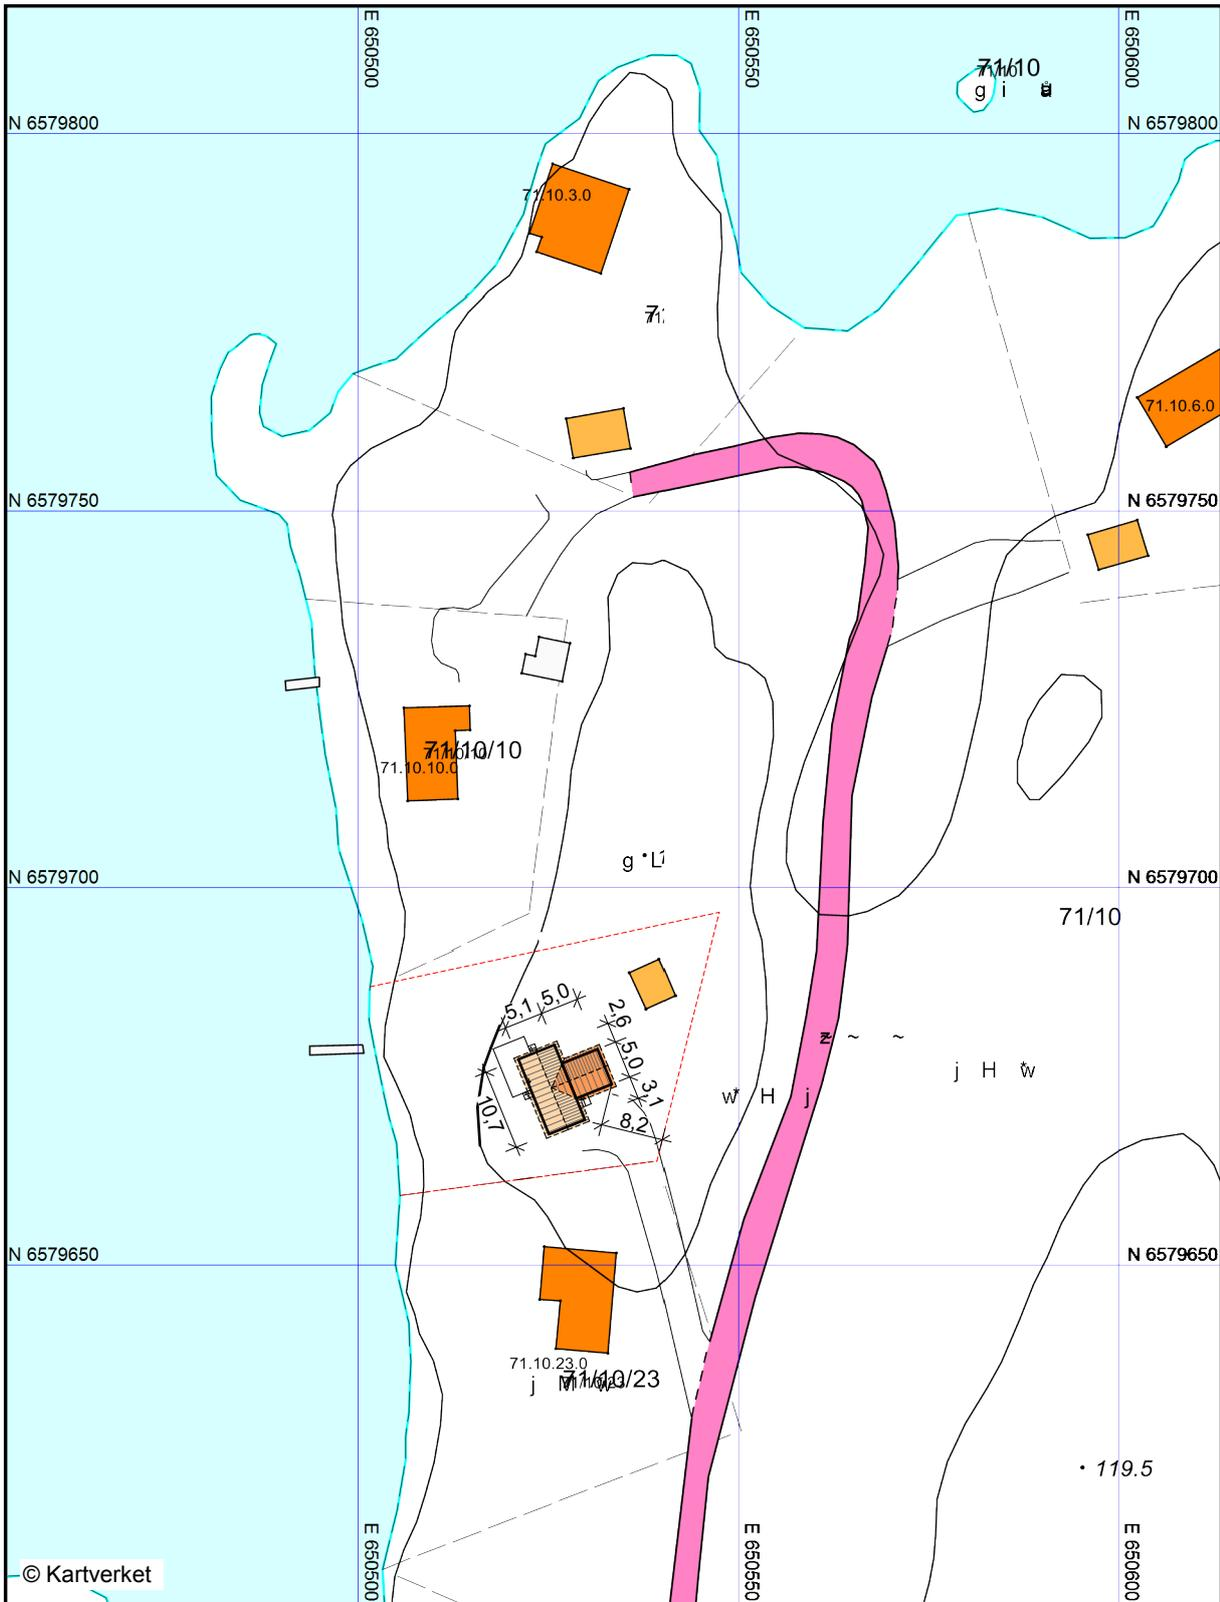 E 650500
E 650550
E 650600
71/10
g i
N 6579800
N 6579800
71.10.3.0
71.10.6.0
N 6579750
N 6579750
71/10/10
71.10.10.0
g L
N 6579700
N 6579700
71/10
5,1
5,0
2,6
5,0
3,1
10,7
8,2
z ~ ~
j H w
w H j
N 6579650
N 6579650
71.10.23.0
71/10/23
j M w
119.5
E 650500
E 650550
E 650600
© Kartverket